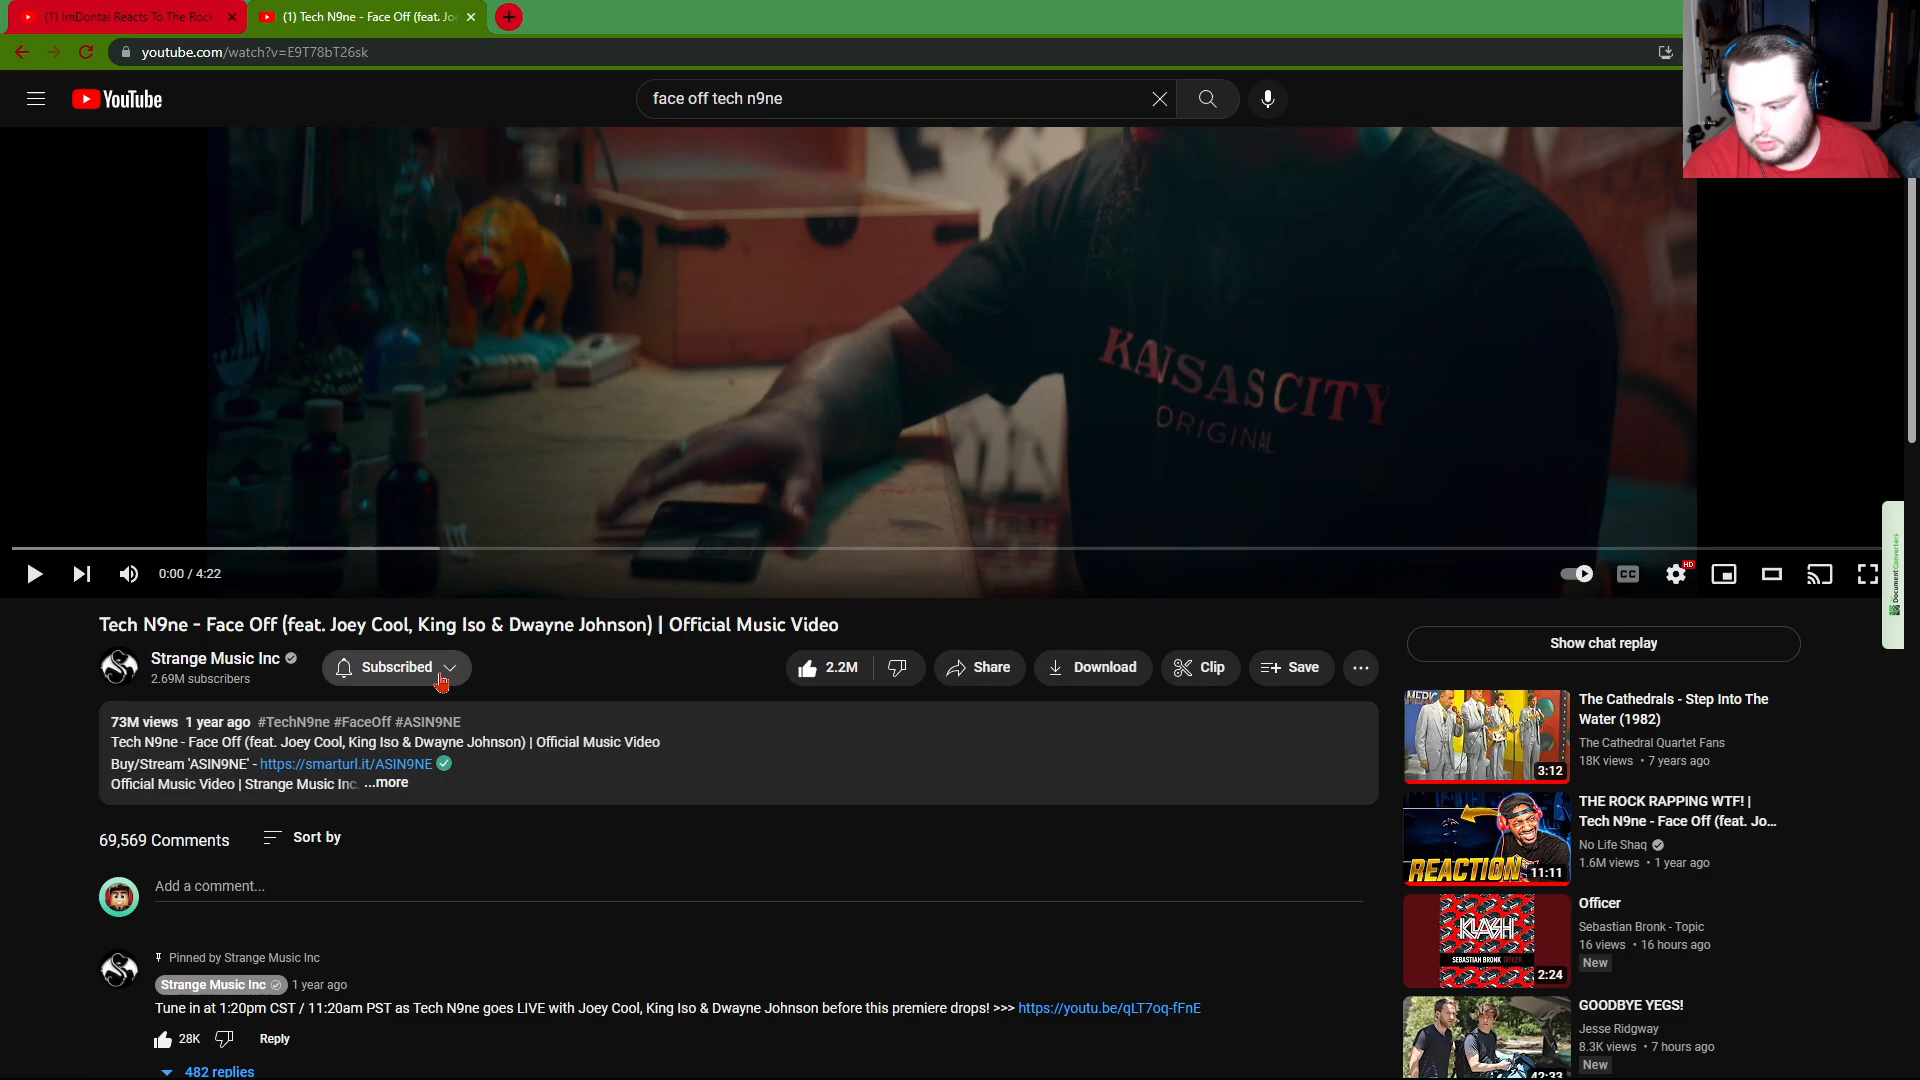 (1) ImDontai Reacts To The Rock
(1) Tech N9ne - Face Off (feat. Jo
youtube.com/watch?v=E9T78bT26sk
YouTube
face off tech n9ne
KANSAS CITY
ORIGINAL
0:00 / 4:22
CC
HD
DocumentConverters
Tech N9ne - Face Off (feat. Joey Cool, King Iso & Dwayne Johnson) | Official Music Video
Strange Music Inc
2.69M subscribers
Subscribed
2.2M
Share
Download
Clip
Save
73M views 1 year ago #TechN9ne #FaceOff #ASIN9NE
Tech N9ne - Face Off (feat. Joey Cool, King Iso & Dwayne Johnson) | Official Music Video
Buy/Stream 'ASIN9NE' - https://smarturl.it/ASIN9NE
Official Music Video | Strange Music Inc. ...more
69,569 Comments
Sort by
Add a comment...
Pinned by Strange Music Inc
Strange Music Inc 1 year ago
Tune in at 1:20pm CST / 11:20am PST as Tech N9ne goes LIVE with Joey Cool, King Iso & Dwayne Johnson before this premiere drops! >>> https://youtu.be/qLT7oq-fFnE
28K
Reply
482 replies
Show chat replay
3:12
The Cathedrals - Step Into The
Water (1982)
The Cathedral Quartet Fans
18K views • 7 years ago
REACTION
11:11
THE ROCK RAPPING WTF! |
Tech N9ne - Face Off (feat. Jo...
No Life Shaq
1.6M views • 1 year ago
KLASH
SEBASTIAN BRONK OFFICER
2:24
Officer
Sebastian Bronk - Topic
16 views • 16 hours ago
New
42:33
GOODBYE YEGS!
Jesse Ridgway
8.3K views • 7 hours ago
New